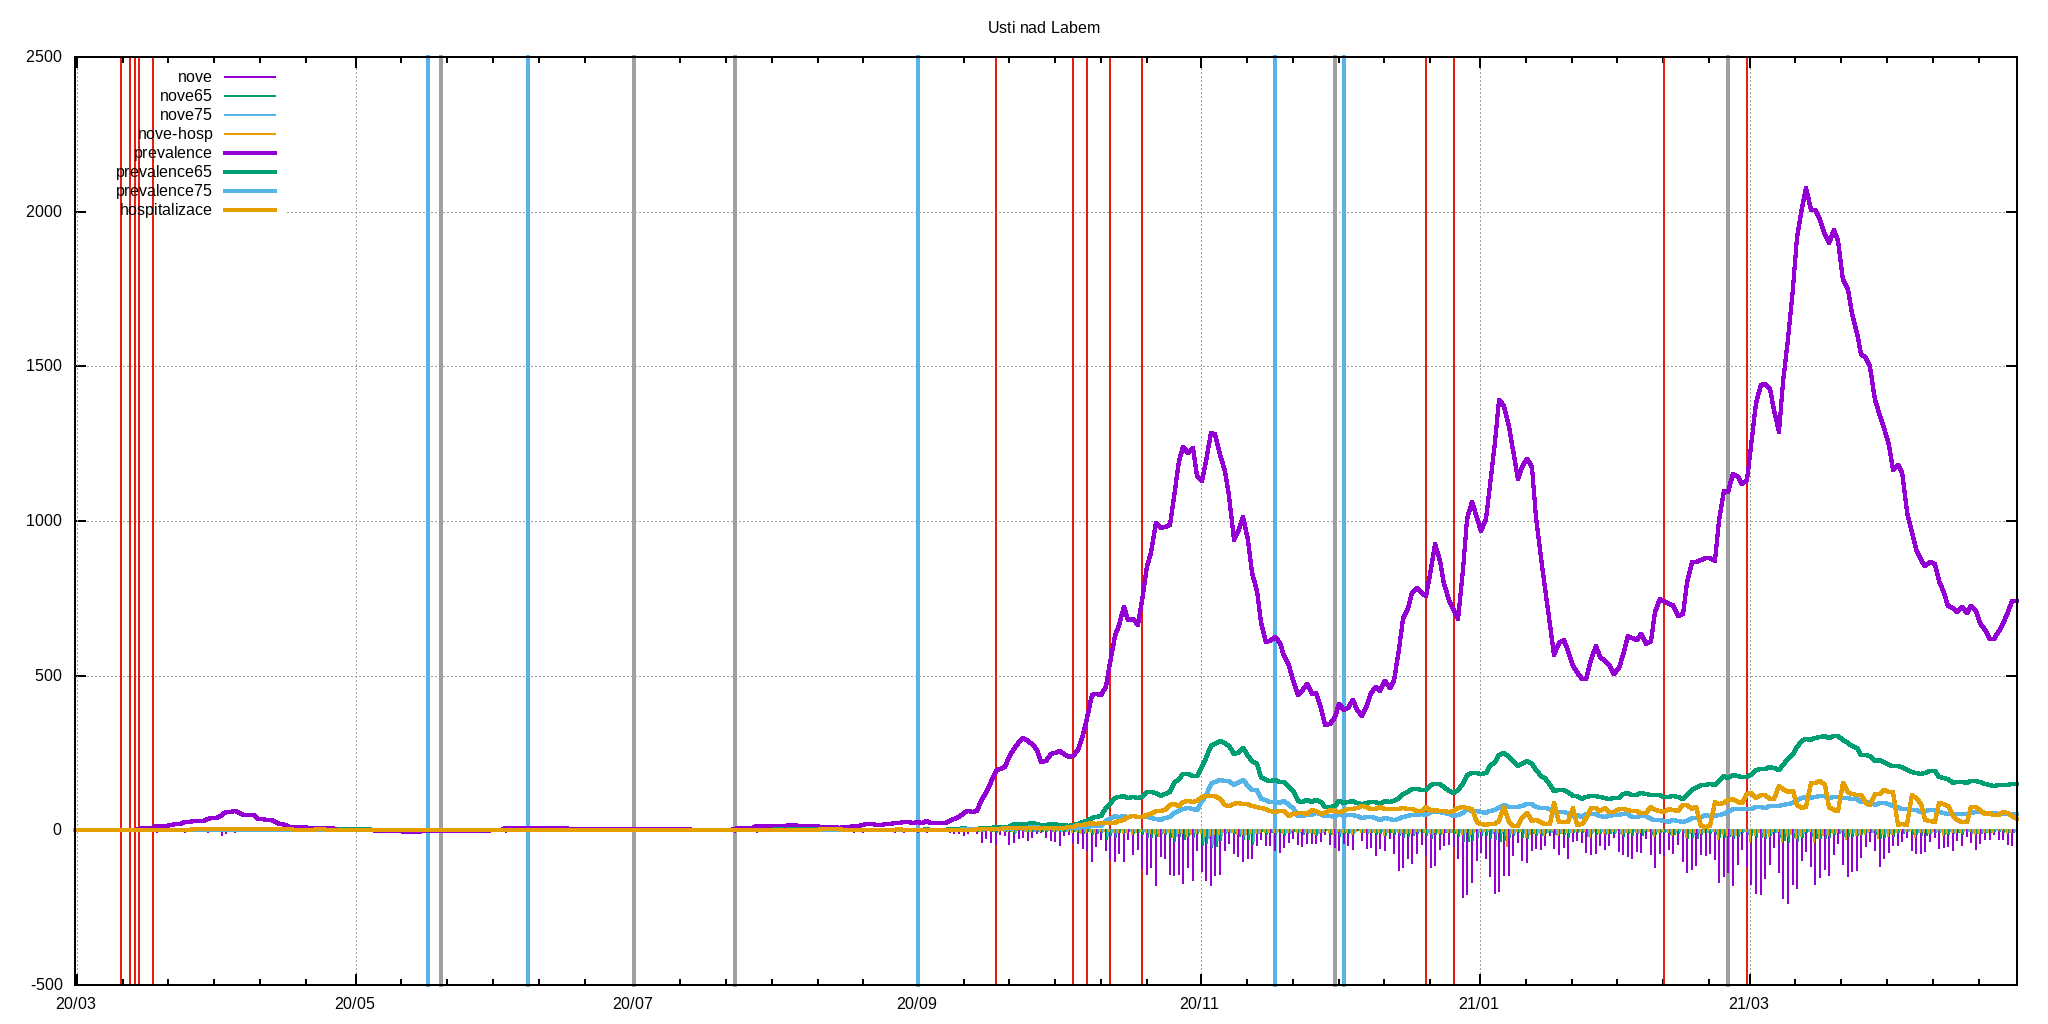 Usti nad Labem
2500
2000
1500
1000
500
0
-500
nove
nove65
nove75
nove-hosp
prevalence
prevalence65
prevalence75
hospitalizace
20/03
20/05
20/07
20/09
20/11
21/01
21/03